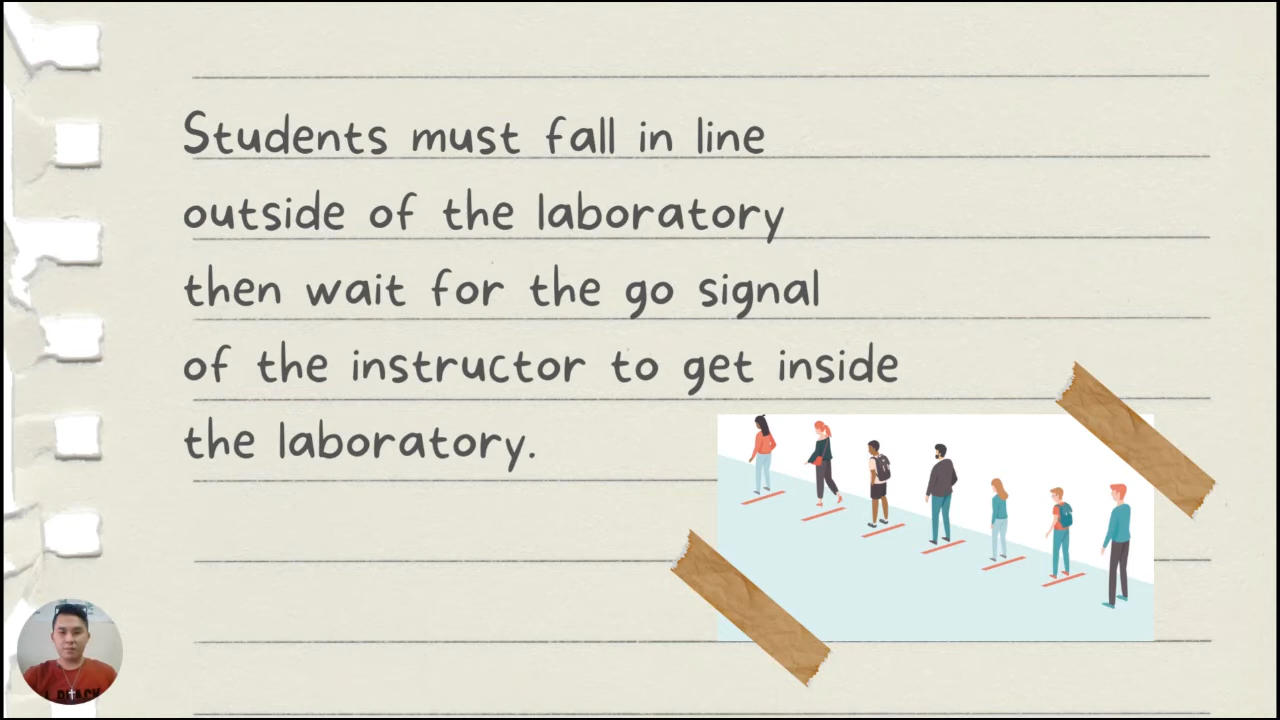 Students must fall in line
outside of the laboratory
then wait for the go signal
of the instructor to get inside
the laboratory.